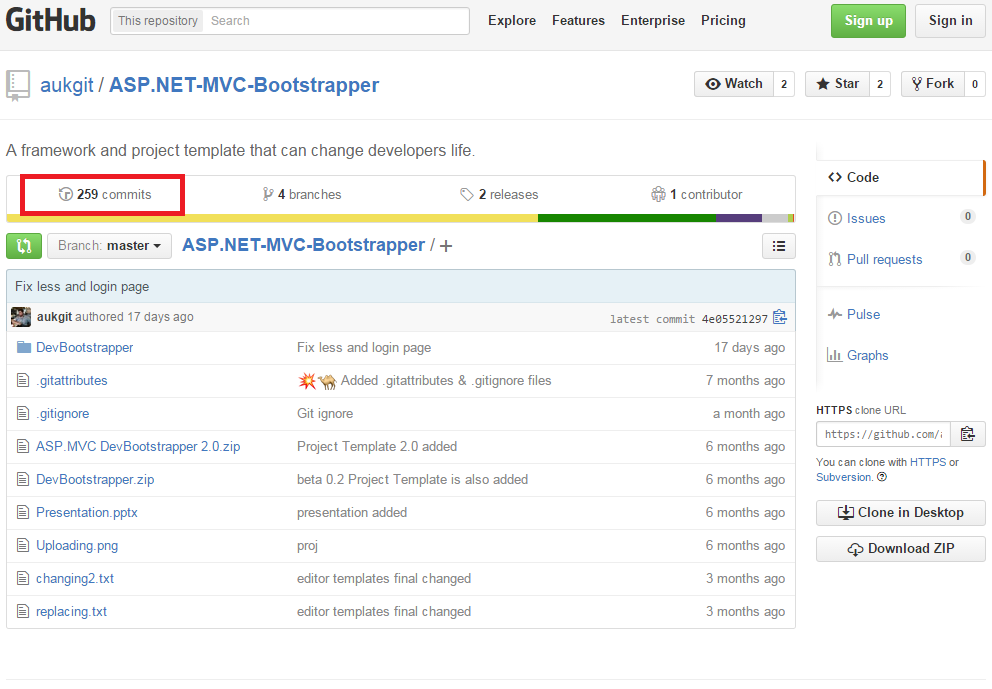 GitHub This repository Search Explore Features Enterprise Pricing Sign up Sign in
aukgit / ASP.NET-MVC-Bootstrapper Watch 2 Star 2 Fork 0
A framework and project template that can change developers life.
259 commits 4 branches 2 releases 1 contributor
Branch: master ASP.NET-MVC-Bootstrapper / +
Fix less and login page
aukgit authored 17 days ago latest commit 4e05521297
DevBootstrapper Fix less and login page 17 days ago
.gitattributes 💥🐫 Added .gitattributes & .gitignore files 7 months ago
.gitignore Git ignore a month ago
ASP.MVC DevBootstrapper 2.0.zip Project Template 2.0 added 6 months ago
DevBootstrapper.zip beta 0.2 Project Template is also added 6 months ago
Presentation.pptx presentation added 6 months ago
Uploading.png proj 6 months ago
changing2.txt editor templates final changed 3 months ago
replacing.txt editor templates final changed 3 months ago
Code
Issues 0
Pull requests 0
Pulse
Graphs
HTTPS clone URL
https://github.com/
You can clone with HTTPS or
Subversion.
Clone in Desktop
Download ZIP